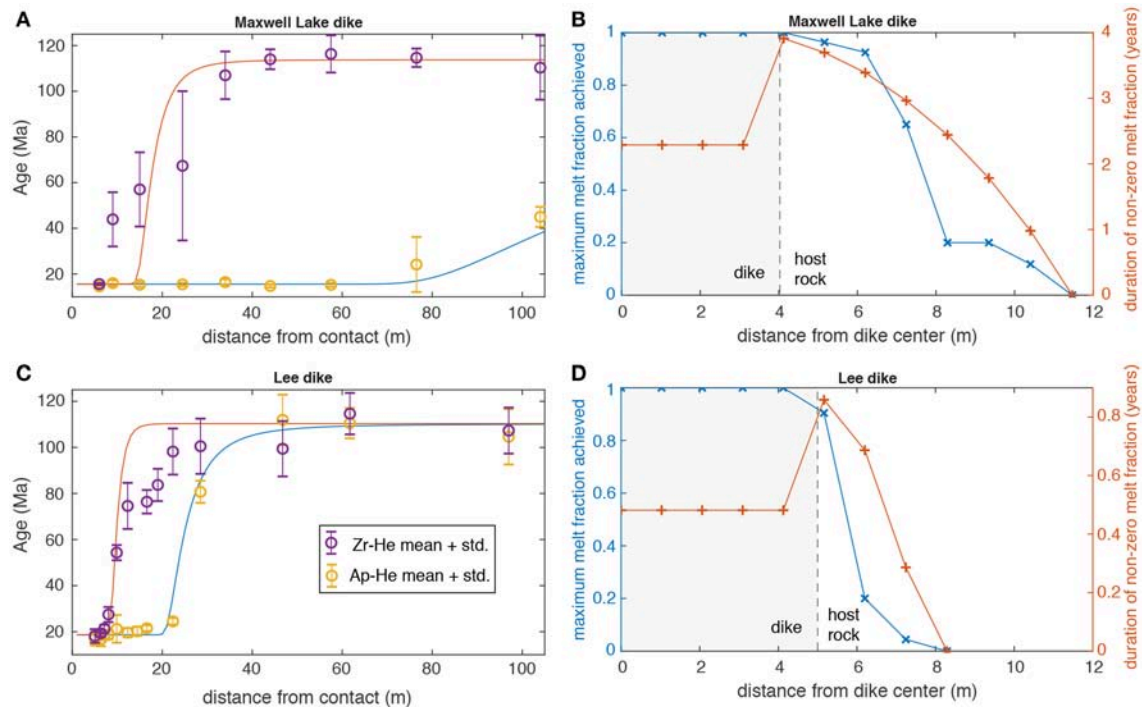 A
Maxwell Lake dike
Age (Ma)
120
100
80
60
40
20
0
20
40
60
80
100
distance from contact (m)
B
Maxwell Lake dike
maximum melt fraction achieved
1
0.8
0.6
0.4
0.2
0
dike
host
rock
0
2
4
6
8
10
12
distance from dike center (m)
4
3
2
1
0
duration of non-zero melt fraction (years)
C
Lee dike
Age (Ma)
120
100
80
60
40
20
Zr-He mean + std.
Ap-He mean + std.
0
20
40
60
80
100
distance from contact (m)
D
Lee dike
maximum melt fraction achieved
1
0.8
0.6
0.4
0.2
0
dike
host
rock
0
2
4
6
8
10
12
distance from dike center (m)
0.8
0.6
0.4
0.2
0
duration of non-zero melt fraction (years)